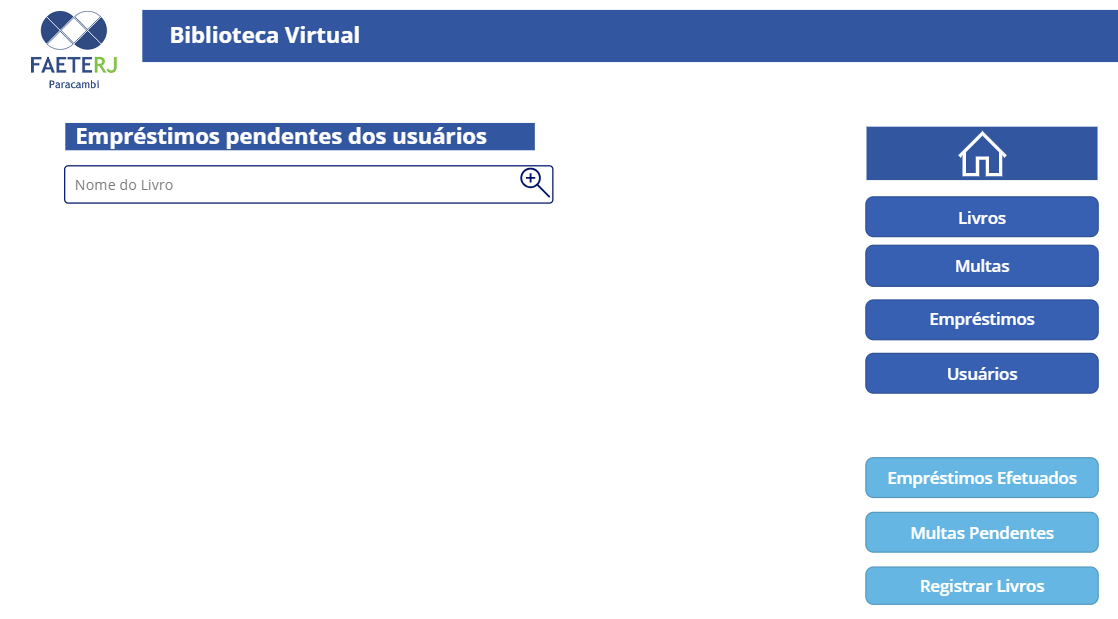 Biblioteca Virtual
FAETERJ
Paracambi
Empréstimos pendentes dos usuários
Nome do Livro
Livros
Multas
Empréstimos
Usuários
Empréstimos Efetuados
Multas Pendentes
Registrar Livros